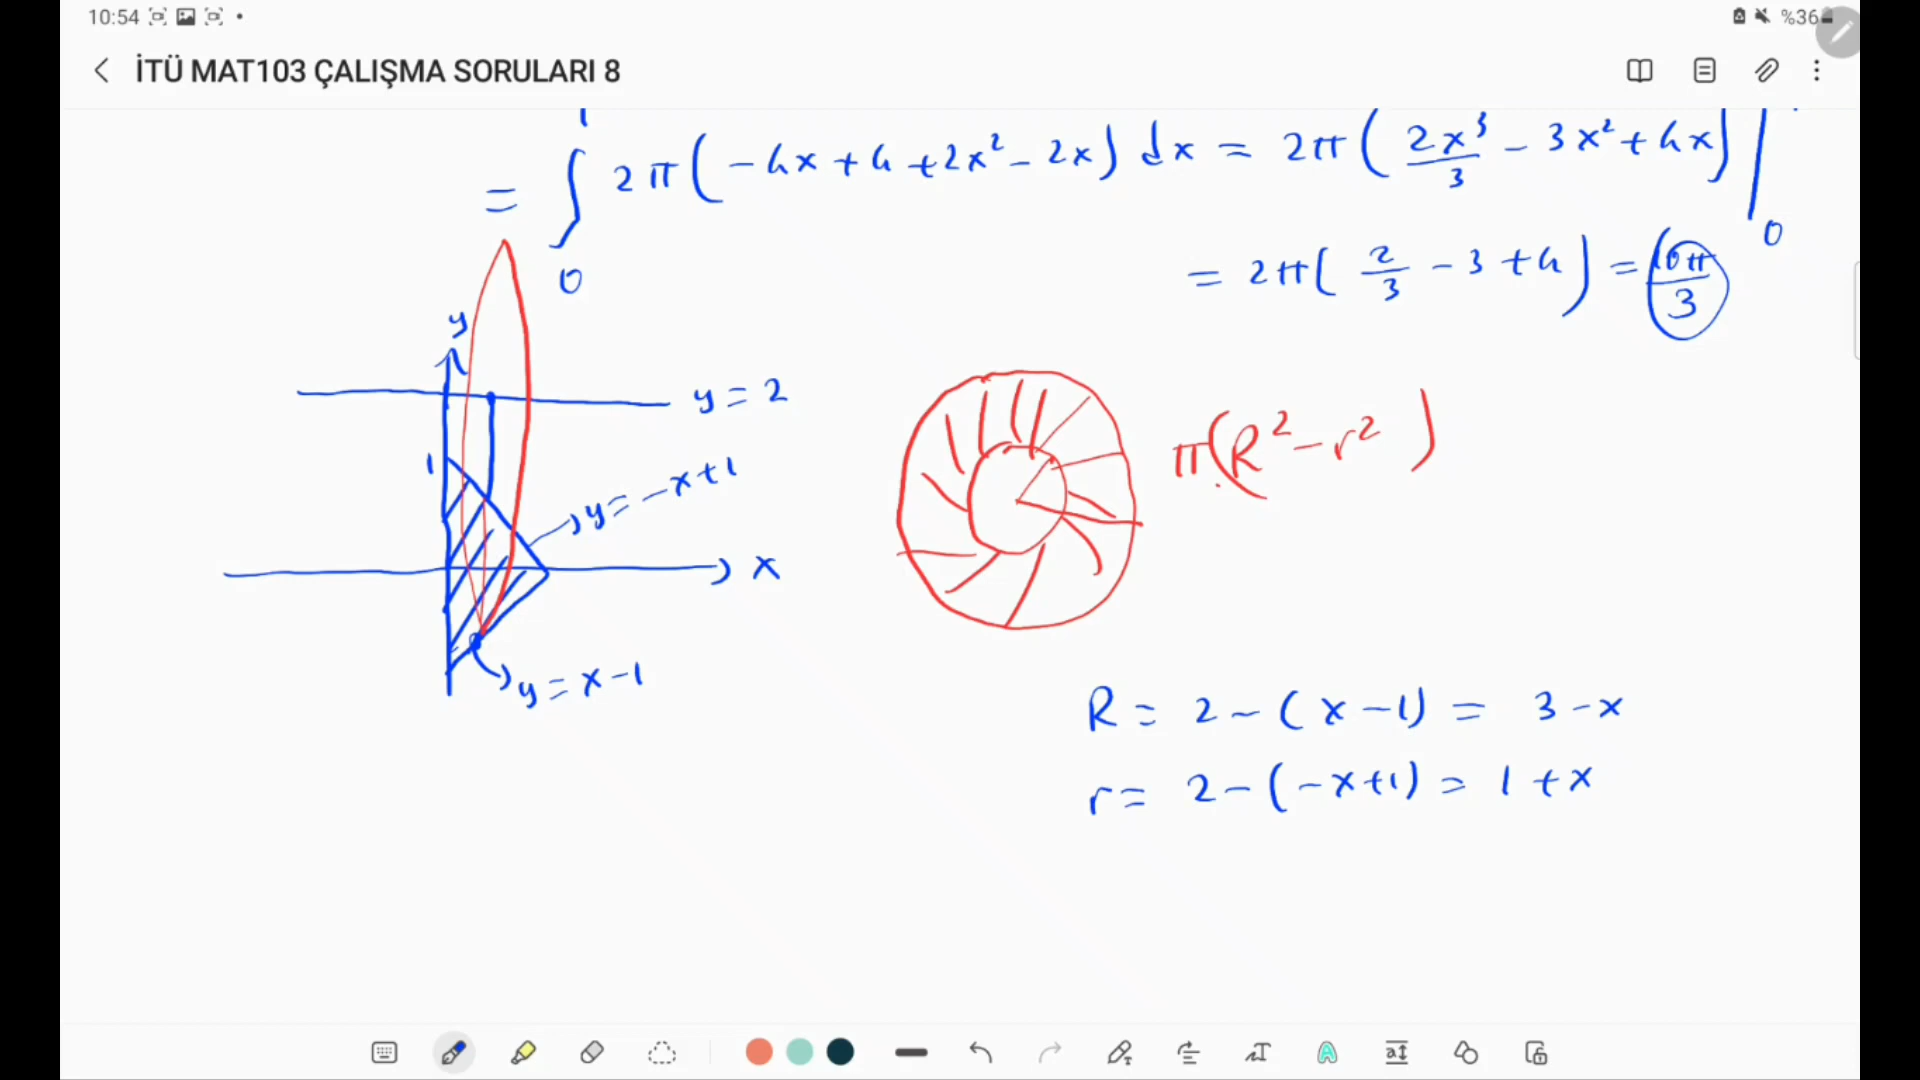 10:54
%36
İTÜ MAT103 ÇALIŞMA SORULARI 8
1
= ∫ 2π(-4x+4+2x²-2x) dx = 2π(2x³/3 - 3x²+4x)|
0
0
= 2π(2/3 - 3+4) = 10π/3
y
y=2
1
y=-x+1
x
y=x-1
π(R²-r²)
R= 2-(x-1) = 3-x
r= 2-(-x+1) = 1+x